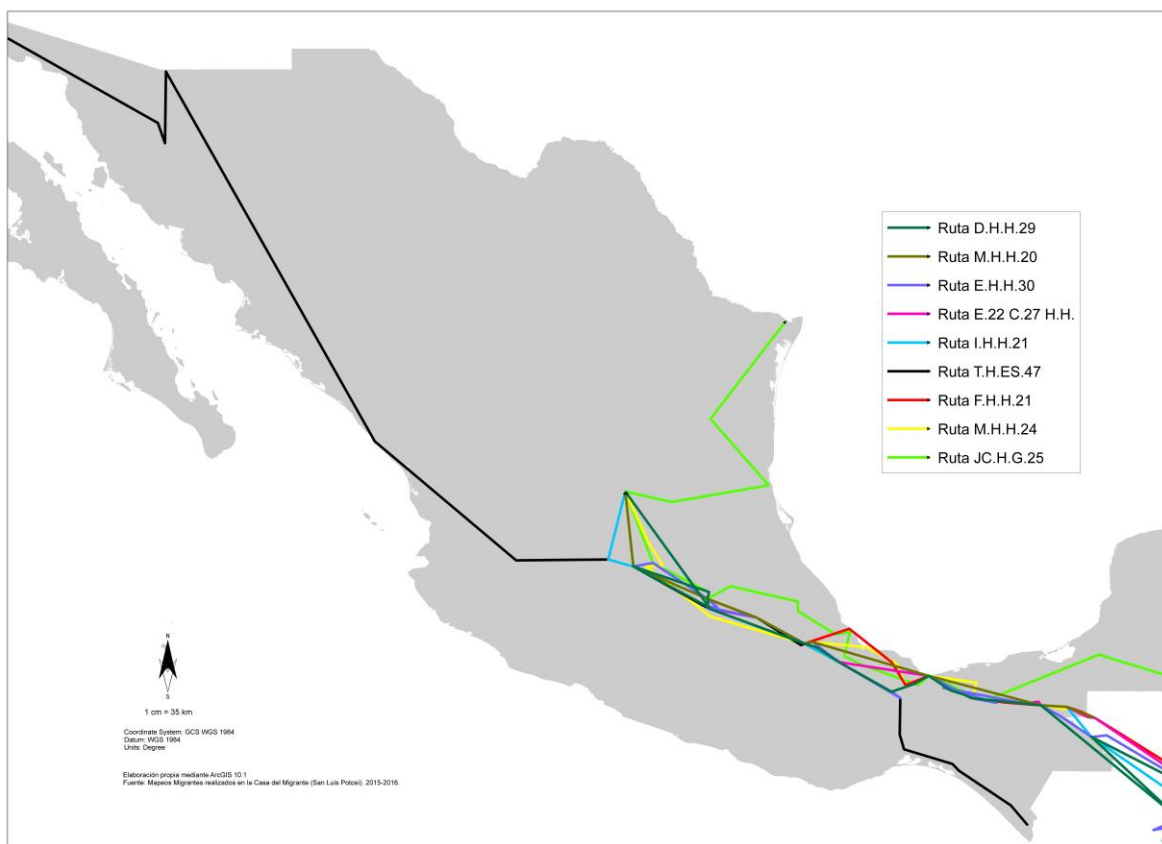 Ruta D.H.H.29
Ruta M.H.H.20
Ruta E.H.H.30
Ruta E.22 C.27 H.H.
Ruta I.H.H.21
Ruta T.H.ES.47
Ruta F.H.H.21
Ruta M.H.H.24
Ruta JC.H.G.25
N
S
1 cm = 35 km
Coordinate System: GCS WGS 1984
Datum: WGS 1984
Units: Degree
Elaboración propia mediante ArcGIS 10.1
Fuente: Mapeos Migrantes realizados en la Casa del Migrante (San Luis Potosí). 2015-2016.